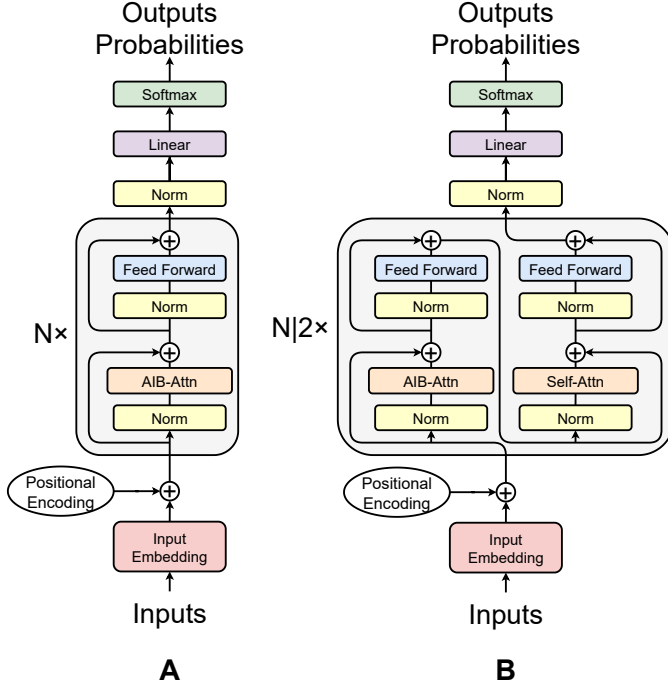 Outputs
Probabilities
Softmax
Linear
Norm
Feed Forward
Norm
N×
AIB-Attn
Norm
Positional
Encoding
Input
Embedding
Inputs
A
Outputs
Probabilities
Softmax
Linear
Norm
Feed Forward
Norm
N|2×
AIB-Attn
Norm
Feed Forward
Norm
Self-Attn
Norm
Positional
Encoding
Input
Embedding
Inputs
B